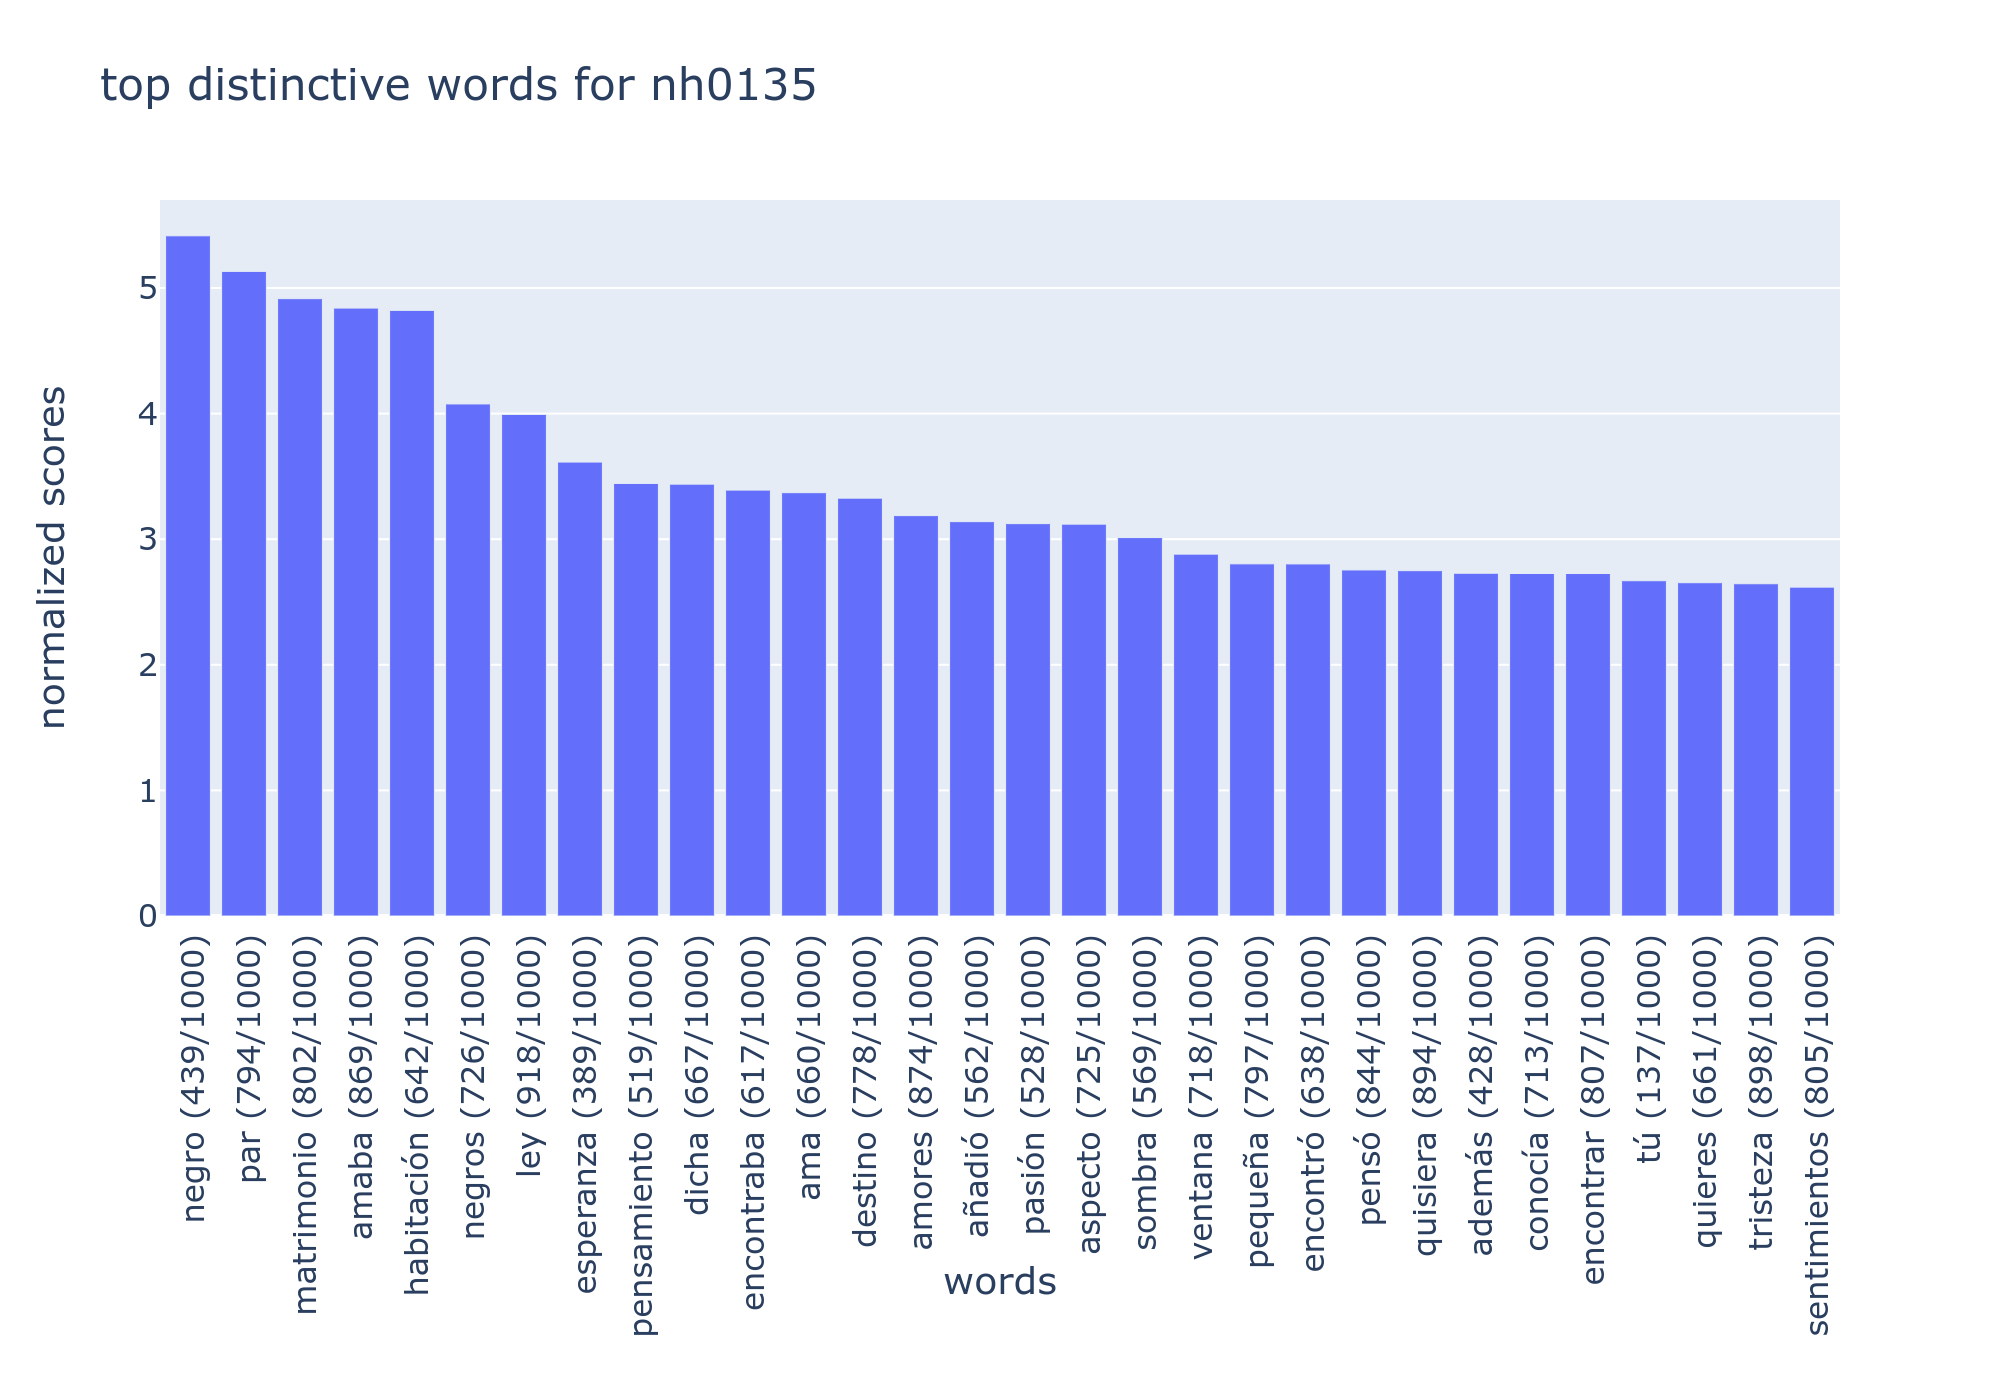 top distinctive words for nh0135
normalized scores
5
4
3
2
1
0
negro (439/1000)
par (794/1000)
matrimonio (802/1000)
amaba (869/1000)
habitación (642/1000)
negros (726/1000)
ley (918/1000)
esperanza (389/1000)
pensamiento (519/1000)
dicha (667/1000)
encontraba (617/1000)
ama (660/1000)
destino (778/1000)
amores (874/1000)
añadió (562/1000)
pasión (528/1000)
aspecto (725/1000)
sombra (569/1000)
ventana (718/1000)
pequeña (797/1000)
encontró (638/1000)
pensó (844/1000)
quisiera (894/1000)
además (428/1000)
conocía (713/1000)
encontrar (807/1000)
tú (137/1000)
quieres (661/1000)
tristeza (898/1000)
sentimientos (805/1000)
words